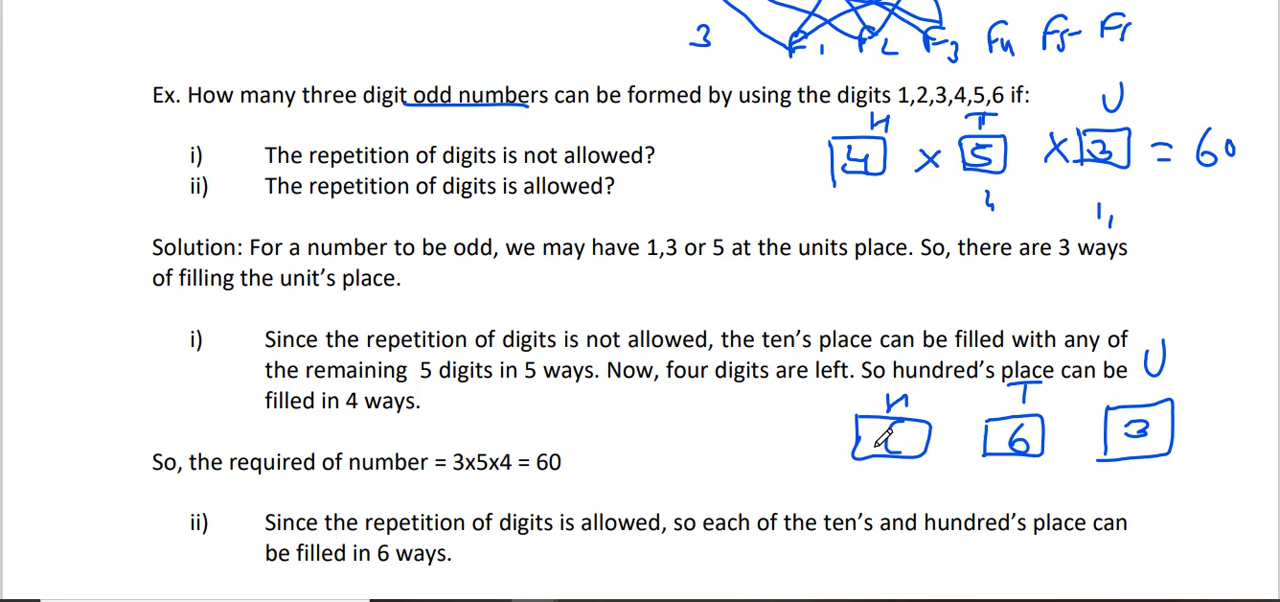 3 F1 F2 F3 F4 F5
Ex. How many three digit odd numbers can be formed by using the digits 1,2,3,4,5,6 if:
U
H T
i) The repetition of digits is not allowed?
4 × 5 × 3 = 60
ii) The repetition of digits is allowed?
Solution: For a number to be odd, we may have 1,3 or 5 at the units place. So, there are 3 ways
of filling the unit's place.
i) Since the repetition of digits is not allowed, the ten's place can be filled with any of
the remaining 5 digits in 5 ways. Now, four digits are left. So hundred's place can be
filled in 4 ways.
U
H T
6 3
So, the required of number = 3x5x4 = 60
ii) Since the repetition of digits is allowed, so each of the ten's and hundred's place can
be filled in 6 ways.